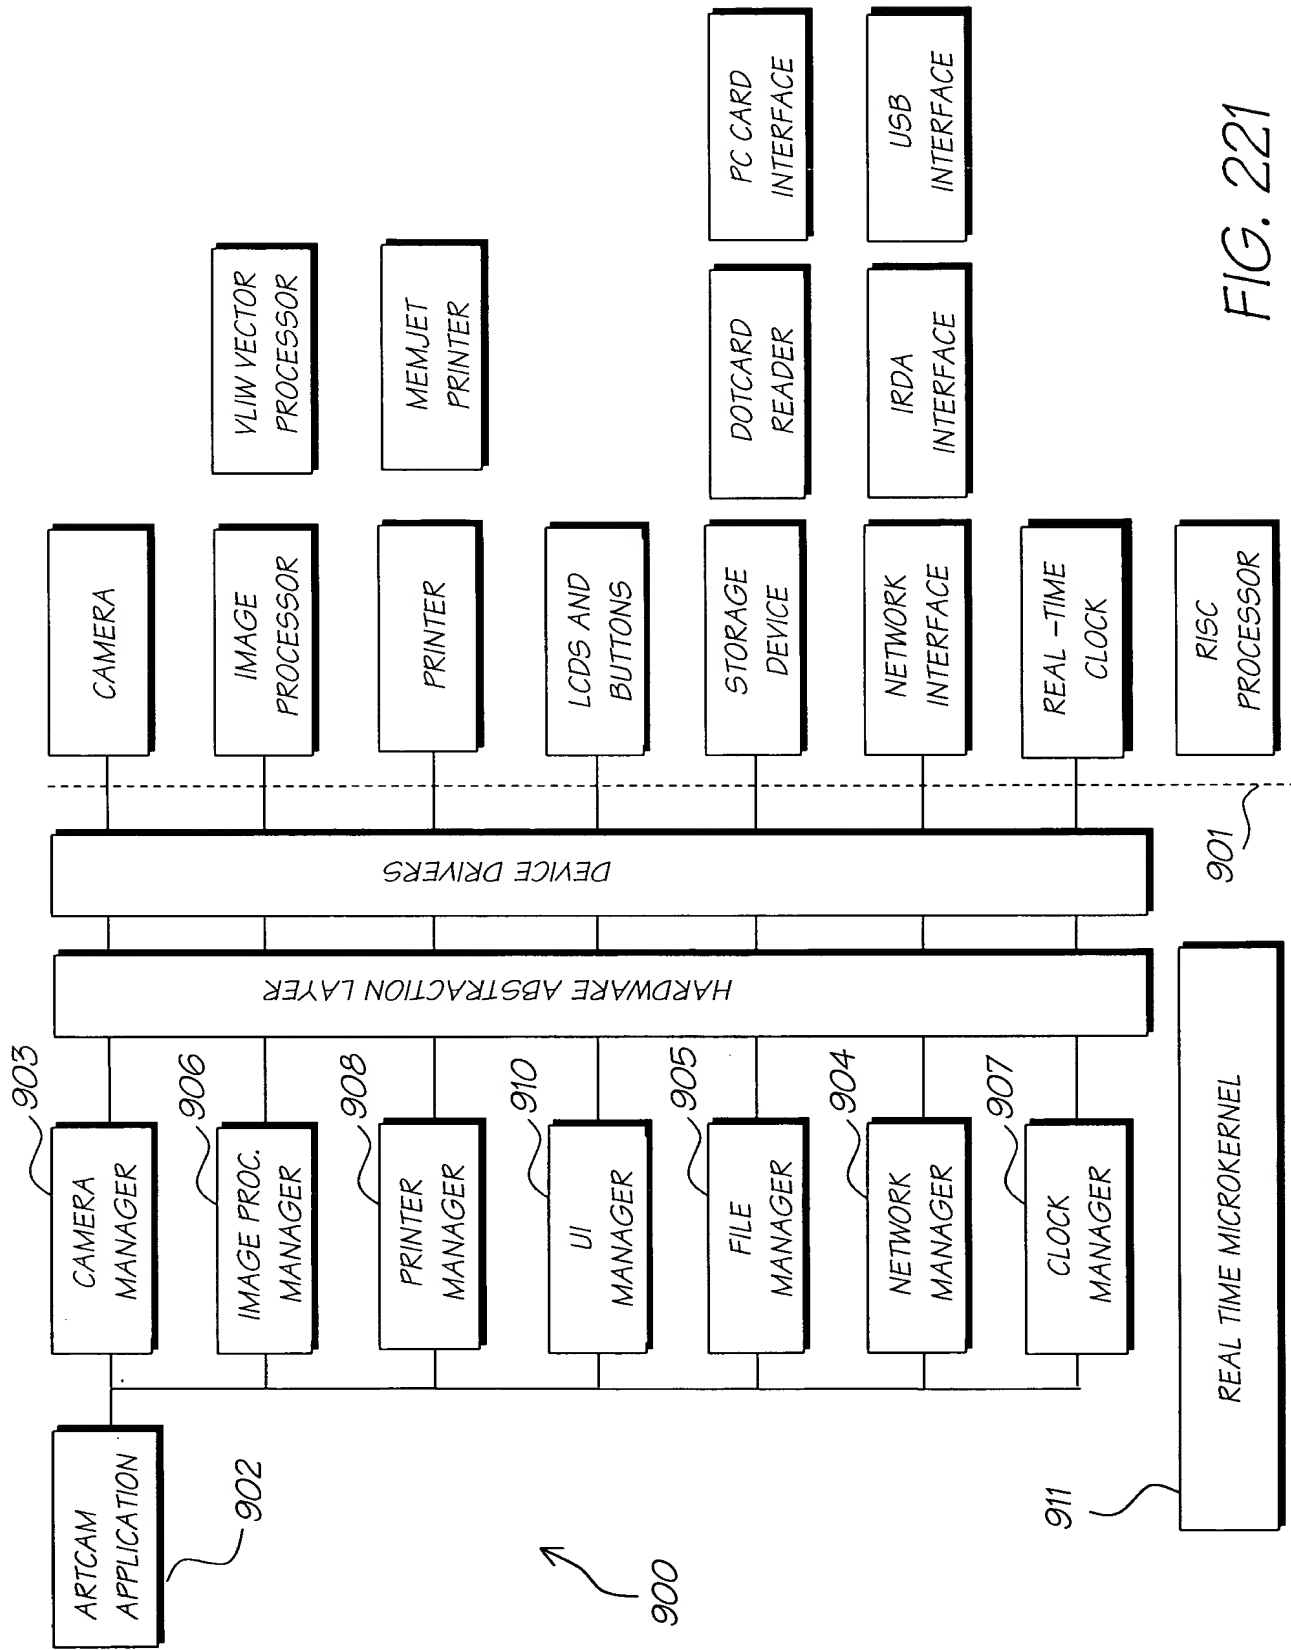 ARTCAM
APPLICATION
902
CAMERA
MANAGER
903
IMAGE PROC.
MANAGER
906
PRINTER
MANAGER
908
UI
MANAGER
910
FILE
MANAGER
905
NETWORK
MANAGER
904
CLOCK
MANAGER
907
HARDWARE ABSTRACTION LAYER
DEVICE DRIVERS
CAMERA
IMAGE
PROCESSOR
VLIW VECTOR
PROCESSOR
PRINTER
MEMJET
PRINTER
LCDS AND
BUTTONS
STORAGE
DEVICE
DOTCARD
READER
PC CARD
INTERFACE
NETWORK
INTERFACE
IRDA
INTERFACE
USB
INTERFACE
REAL -TIME
CLOCK
RISC
PROCESSOR
REAL TIME MICROKERNEL
911
901
900
FIG. 221